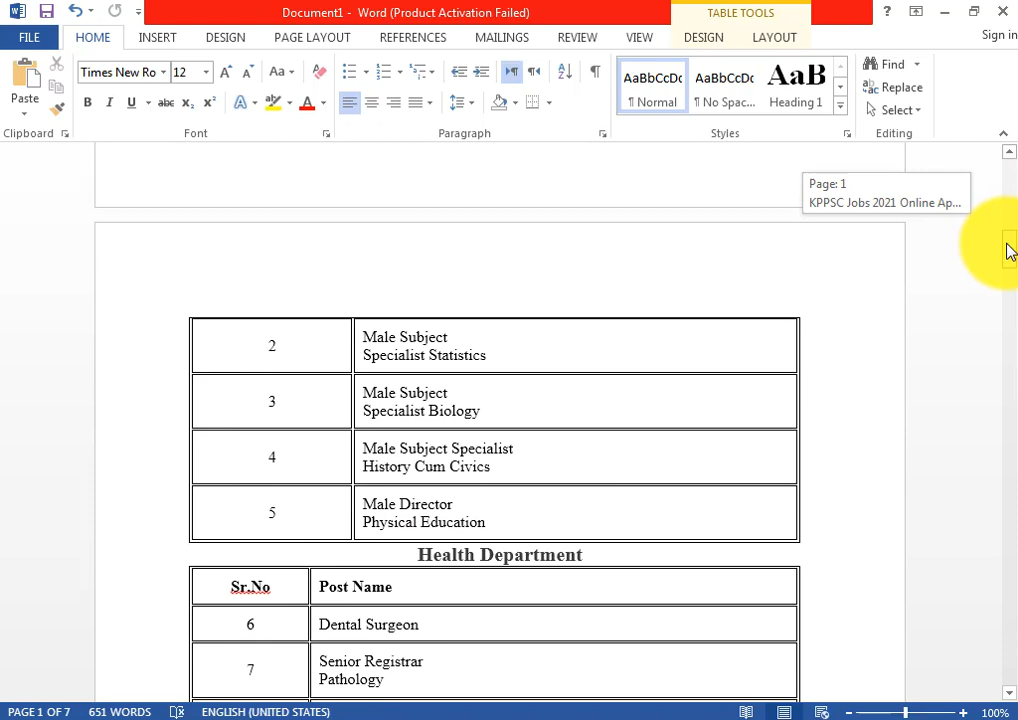 Document1 - Word (Product Activation Failed)
TABLE TOOLS
FILE
HOME
INSERT
DESIGN
PAGE LAYOUT
REFERENCES
MAILINGS
REVIEW
VIEW
DESIGN
LAYOUT
Sign in
Paste
Times New Ro
12
Aa
B I U abc X₂ X²
Clipboard
Font
Paragraph
AaBbCcDc
¶ Normal
AaBbCcDc
¶ No Spac...
AaB
Heading 1
Styles
Find
Replace
Select
Editing
Page: 1
KPPSC Jobs 2021 Online Ap...
2
Male Subject
Specialist Statistics
3
Male Subject
Specialist Biology
4
Male Subject Specialist
History Cum Civics
5
Male Director
Physical Education
Health Department
Sr.No
Post Name
6
Dental Surgeon
7
Senior Registrar
Pathology
PAGE 1 OF 7
651 WORDS
ENGLISH (UNITED STATES)
100%